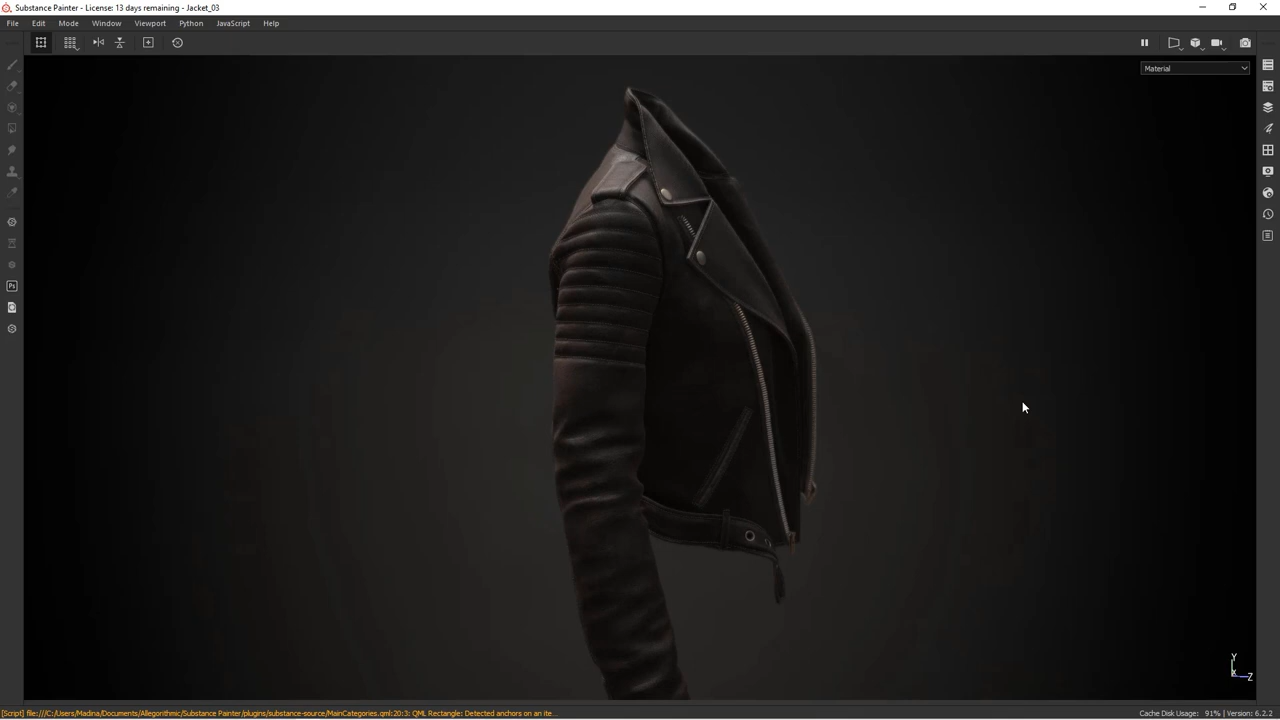 Substance Painter - License: 13 days remaining - Jacket_03
File Edit Mode Window Viewport Python JavaScript Help
Material
Ps
Y
X
Z
[Script] file:///C:/Users/Madina/Documents/Allegorithmic/Substance Painter/plugins/substance-source/MainCategories.qml:20:3: QML Rectangle: Detected anchors on an ite...
Cache Disk Usage: 91% | Version: 6.2.2